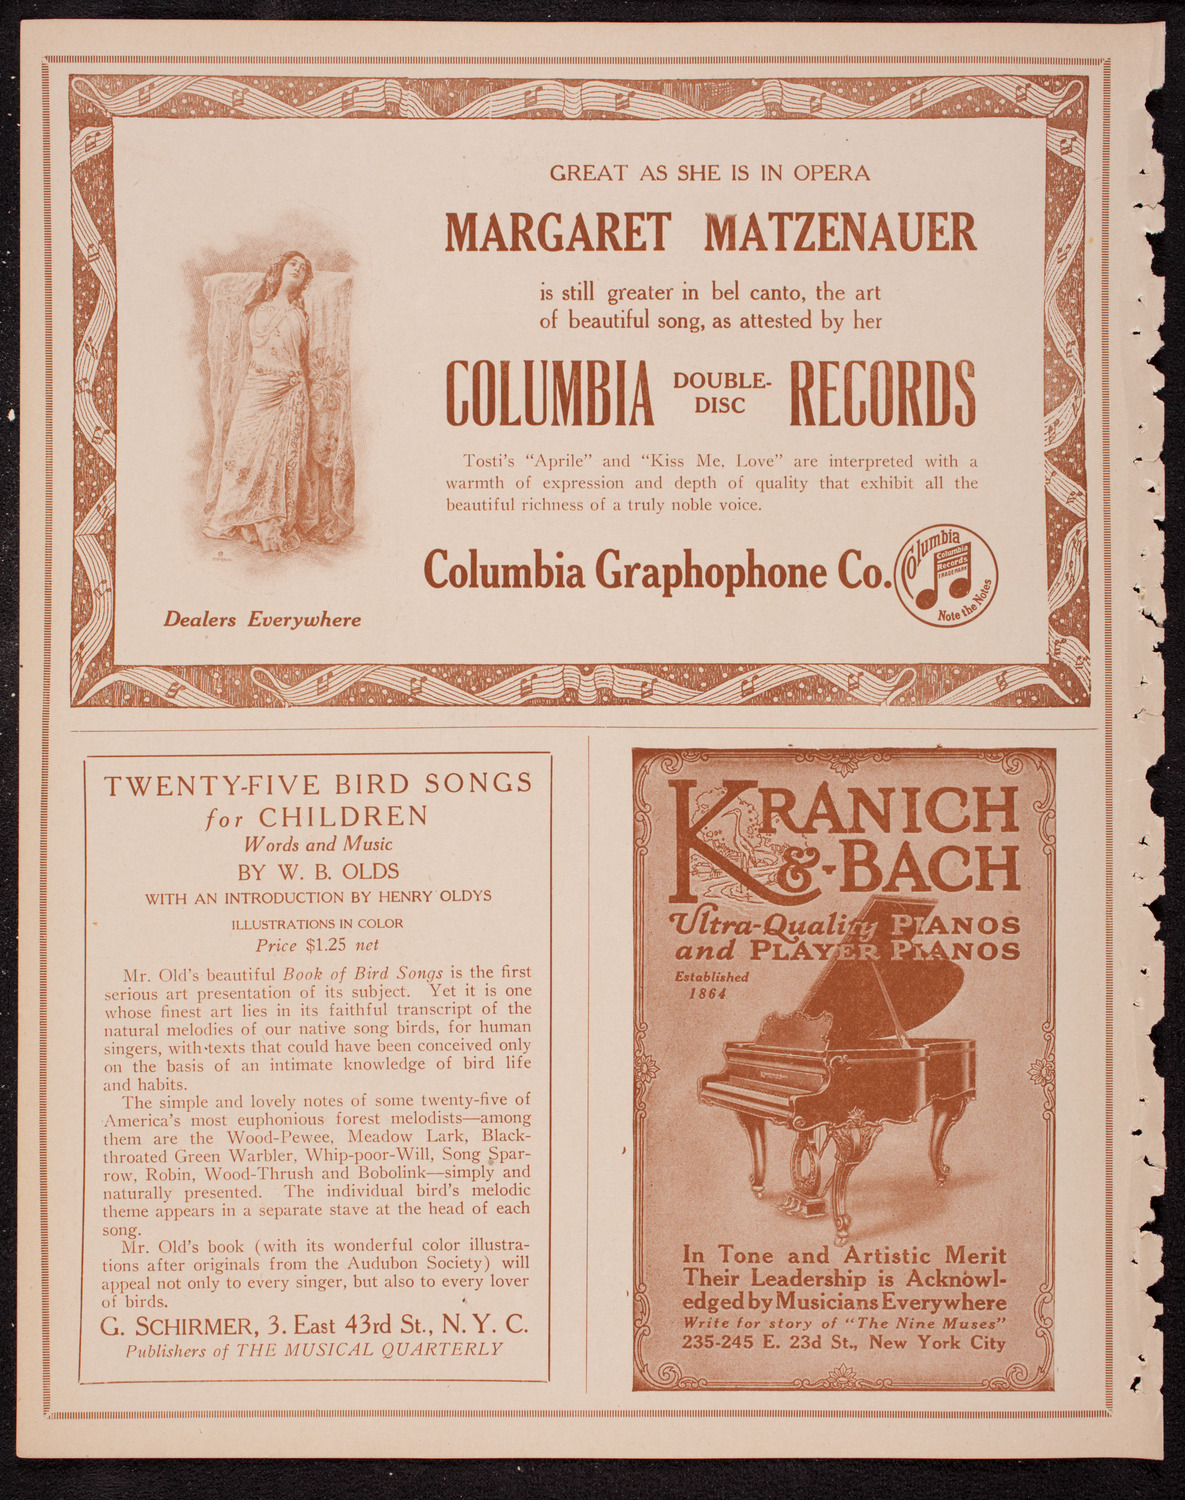 GREAT AS SHE IS IN OPERA
MARGARET MATZENAUER
is still greater in bel canto, the art
of beautiful song, as attested by her
COLUMBIA DOUBLE-DISC RECORDS
Tosti's "Aprile" and "Kiss Me, Love" are interpreted with a
warmth of expression and depth of quality that exhibit all the
beautiful richness of a truly noble voice.
Columbia Graphophone Co.
Columbia
Columbia
Records
TRADE MARK
Note the Notes
Dealers Everywhere
TWENTY-FIVE BIRD SONGS
for CHILDREN
Words and Music
BY W. B. OLDS
WITH AN INTRODUCTION BY HENRY OLDYS
ILLUSTRATIONS IN COLOR
Price $1.25 net
Mr. Old's beautiful Book of Bird Songs is the first
serious art presentation of its subject. Yet it is one
whose finest art lies in its faithful transcript of the
natural melodies of our native song birds, for human
singers, with texts that could have been conceived only
on the basis of an intimate knowledge of bird life
and habits.
The simple and lovely notes of some twenty-five of
America's most euphonious forest melodists—among
them are the Wood-Pewee, Meadow Lark, Black-
throated Green Warbler, Whip-poor-Will, Song Spar-
row, Robin, Wood-Thrush and Bobolink—simply and
naturally presented. The individual bird's melodic
theme appears in a separate stave at the head of each
song.
Mr. Old's book (with its wonderful color illustra-
tions after originals from the Audubon Society) will
appeal not only to every singer, but also to every lover
of birds.
G. SCHIRMER, 3. East 43rd St., N. Y. C.
Publishers of THE MUSICAL QUARTERLY
KRANICH
&-BACH
Ultra-Quality PIANOS
and PLAYER PIANOS
Established
1864
In Tone and Artistic Merit
Their Leadership is Acknowl-
edged by Musicians Everywhere
Write for story of "The Nine Muses"
235-245 E. 23d St., New York City